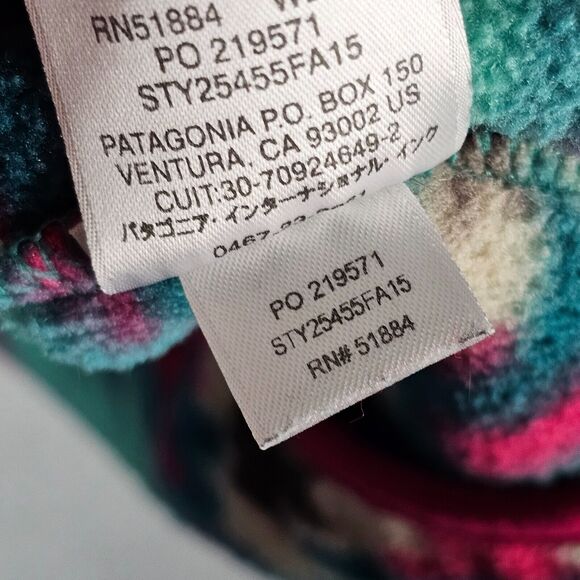 RN51884
PO 219571
STY25455FA15
PATAGONIA P.O. BOX 150
VENTURA, CA 93002 US
CUIT:30-70924649-2
パタゴニア・インターナショナル・インク
PO 219571
STY25455FA15
RN# 51884